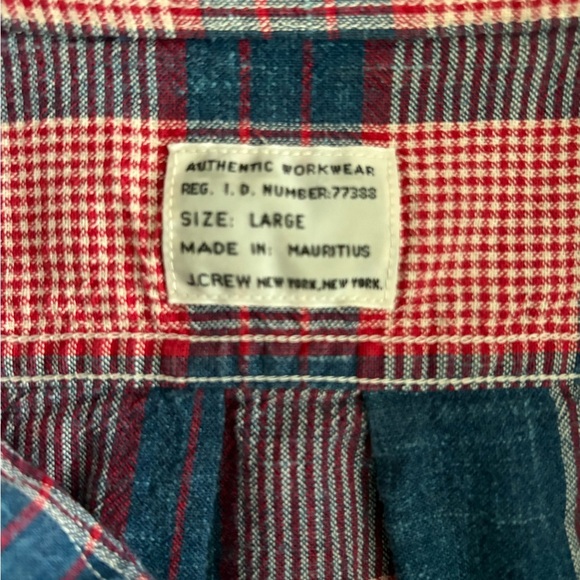 AUTHENTIC WORKWEAR
REG. I. D. NUMBER:77388
SIZE: LARGE
MADE IN: MAURITIUS
J.CREW NEW YORK, NEW YORK.